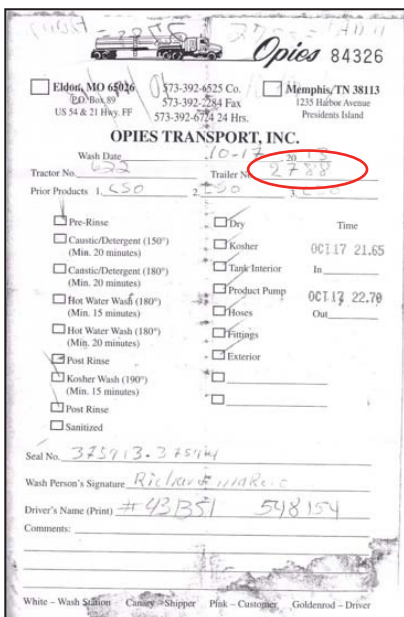 Opies 84326
Eldon, MO 65026
P.O. Box 89
US 54 & 21 Hwy. FF
573-392-6525 Co.
573-392-2284 Fax
573-392-6724 24 Hrs.
Memphis, TN 38113
1235 Harbor Avenue
Presidents Island
OPIES TRANSPORT, INC.
Wash Date 10-17 20 13
Tractor No. 622 Trailer No. 2788
Prior Products 1. CSO 2. CSO 3. CSO
Pre-Rinse
Caustic/Detergent (150°)
(Min. 20 minutes)
Caustic/Detergent (180°)
(Min. 20 minutes)
Hot Water Wash (180°)
(Min. 15 minutes)
Hot Water Wash (180°)
(Min. 20 minutes)
Post Rinse
Kosher Wash (190°)
(Min. 15 minutes)
Post Rinse
Sanitized
Dry
Kosher
Tank Interior
Product Pump
Hoses
Fittings
Exterior
Time
OCT 17 21.65
In
OCT 17 22.70
Out
Seal No. 375913.
Wash Person's Signature Richard
Driver's Name (Print) #431351 548154
Comments:
White – Wash Station Canary – Shipper Pink – Customer Goldenrod – Driver